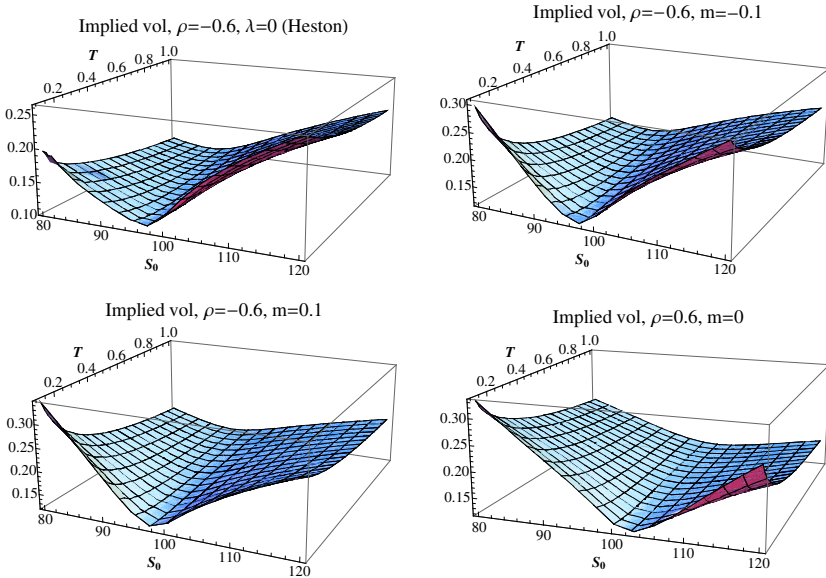 Implied vol, ρ=−0.6, λ=0 (Heston)
T
0.2 0.4 0.6 0.8 1.0
0.25
0.20
0.15
0.10
80 90 100 110 120
S₀
Implied vol, ρ=−0.6, m=−0.1
T
0.2 0.4 0.6 0.8 1.0
0.30
0.25
0.20
0.15
80 90 100 110 120
S₀
Implied vol, ρ=−0.6, m=0.1
T
0.2 0.4 0.6 0.8 1.0
0.30
0.25
0.20
0.15
80 90 100 110 120
S₀
Implied vol, ρ=0.6, m=0
T
0.2 0.4 0.6 0.8 1.0
0.30
0.25
0.20
0.15
80 90 100 110 120
S₀